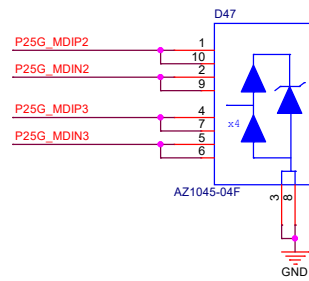 D47
P25G_MDIP2
1
10
P25G_MDIN2
2
9
P25G_MDIP3
4
7
x4
P25G_MDIN3
5
6
AZ1045-04F
3
8
GND